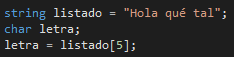 string listado = "Hola qué tal";
char letra;
letra = listado[5];